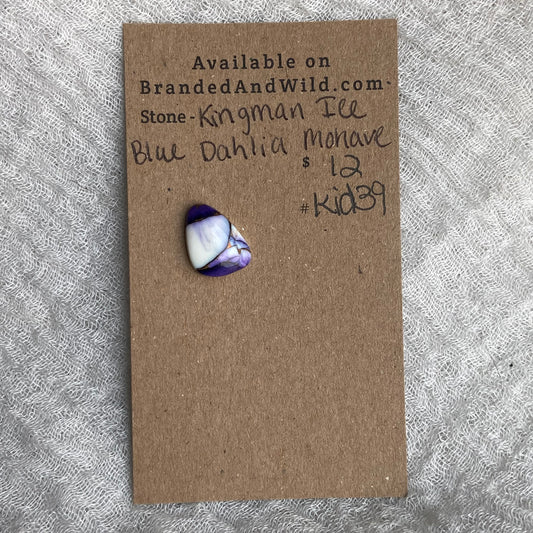 Available on
BrandedAndWild.com
Stone - Kingman Ice
Blue Dahlia Mohave
$ 12
# Kid39